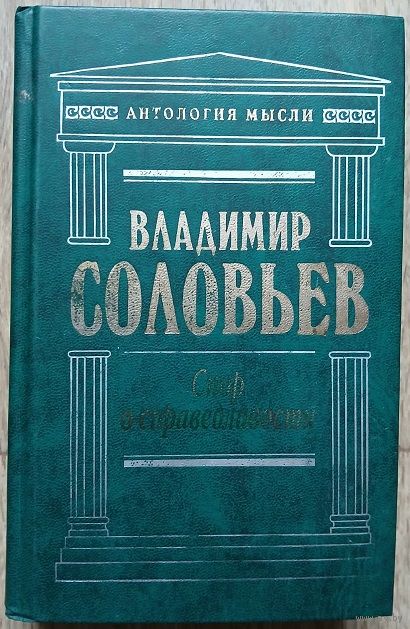 АНТОЛОГИЯ МЫСЛИ
ВЛАДИМИР
СОЛОВЬЕВ
Спор
о справедливости